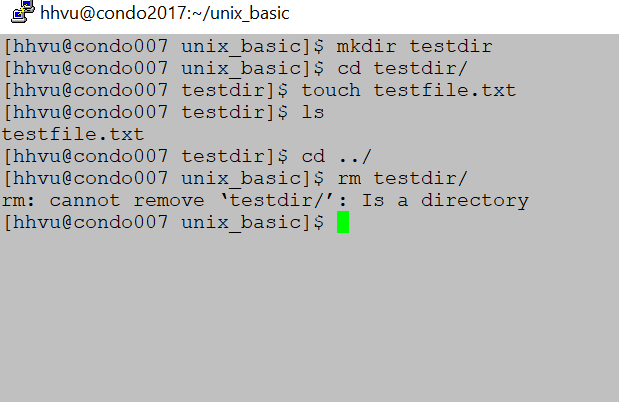 hhvu@condo2017:~/unix_basic
[hhvu@condo007 unix_basic]$ mkdir testdir
[hhvu@condo007 unix_basic]$ cd testdir/
[hhvu@condo007 testdir]$ touch testfile.txt
[hhvu@condo007 testdir]$ ls
testfile.txt
[hhvu@condo007 testdir]$ cd ../
[hhvu@condo007 unix_basic]$ rm testdir/
rm: cannot remove ‘testdir/’: Is a directory
[hhvu@condo007 unix_basic]$